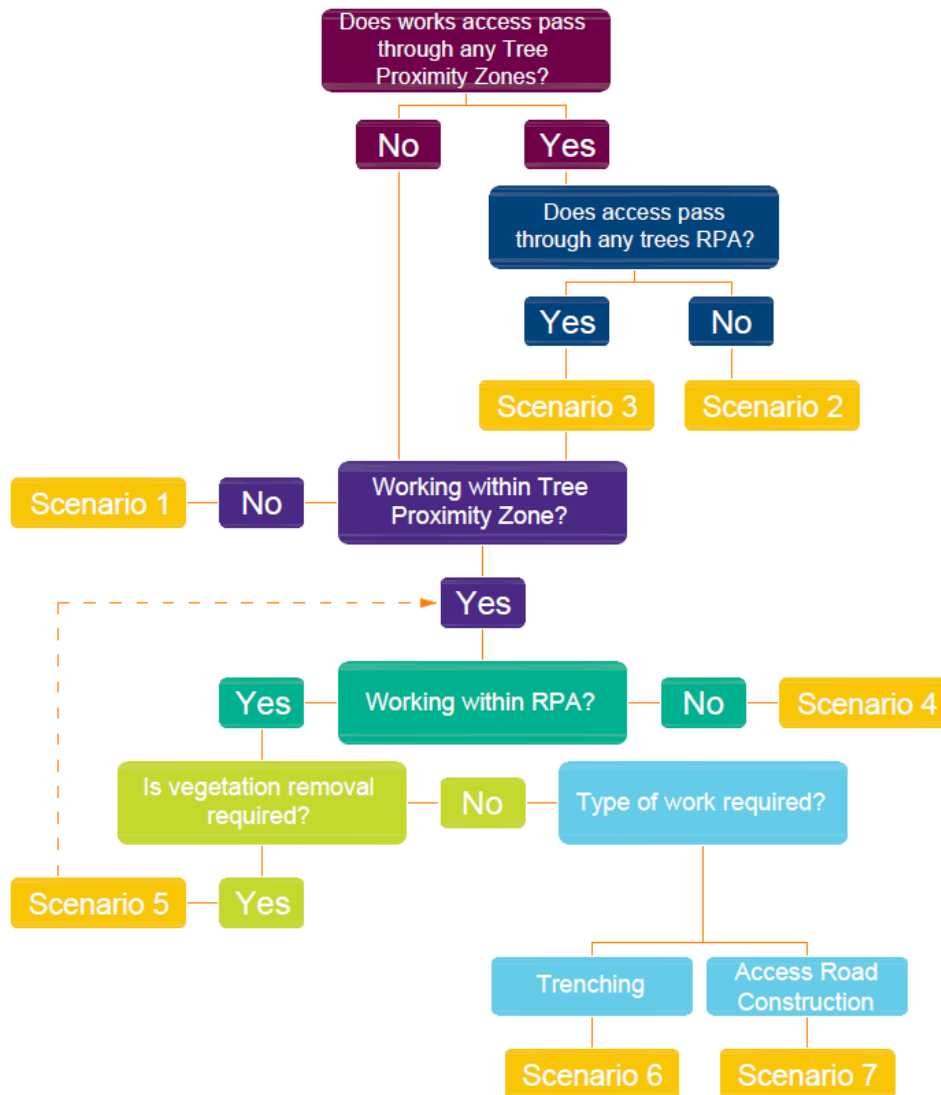 Does works access pass
through any Tree
Proximity Zones?
No
Yes
Does access pass
through any trees RPA?
Yes
No
Scenario 3
Scenario 2
Scenario 1
No
Working within Tree
Proximity Zone?
Yes
Yes
Working within RPA?
No
Scenario 4
Is vegetation removal
required?
No
Type of work required?
Scenario 5
Yes
Trenching
Access Road
Construction
Scenario 6
Scenario 7